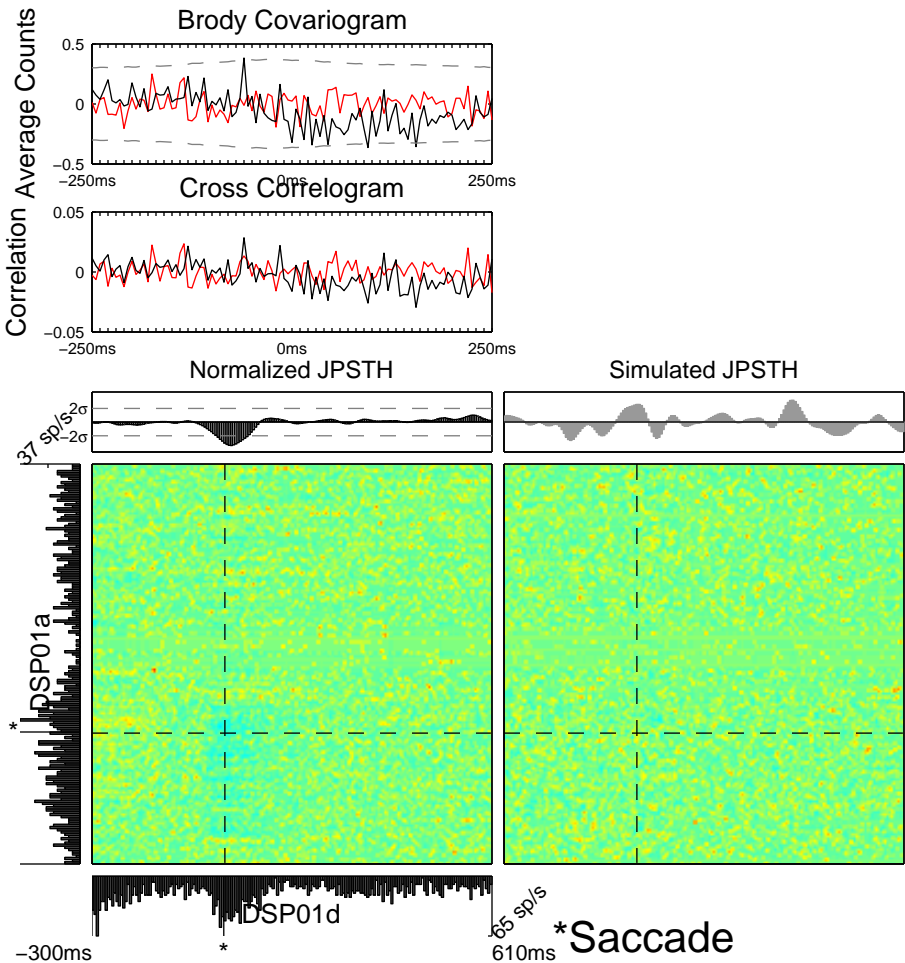 Brody Covariogram
Average Counts
0.5
0
−0.5
−250ms
0ms
250ms
Cross Correlogram
Correlation
0.05
0
−0.05
−250ms
0ms
250ms
Normalized JPSTH
Simulated JPSTH
37 sp/s
2σ
−2σ
DSP01a
*
DSP01d
65 sp/s
−300ms
*
610ms
*Saccade